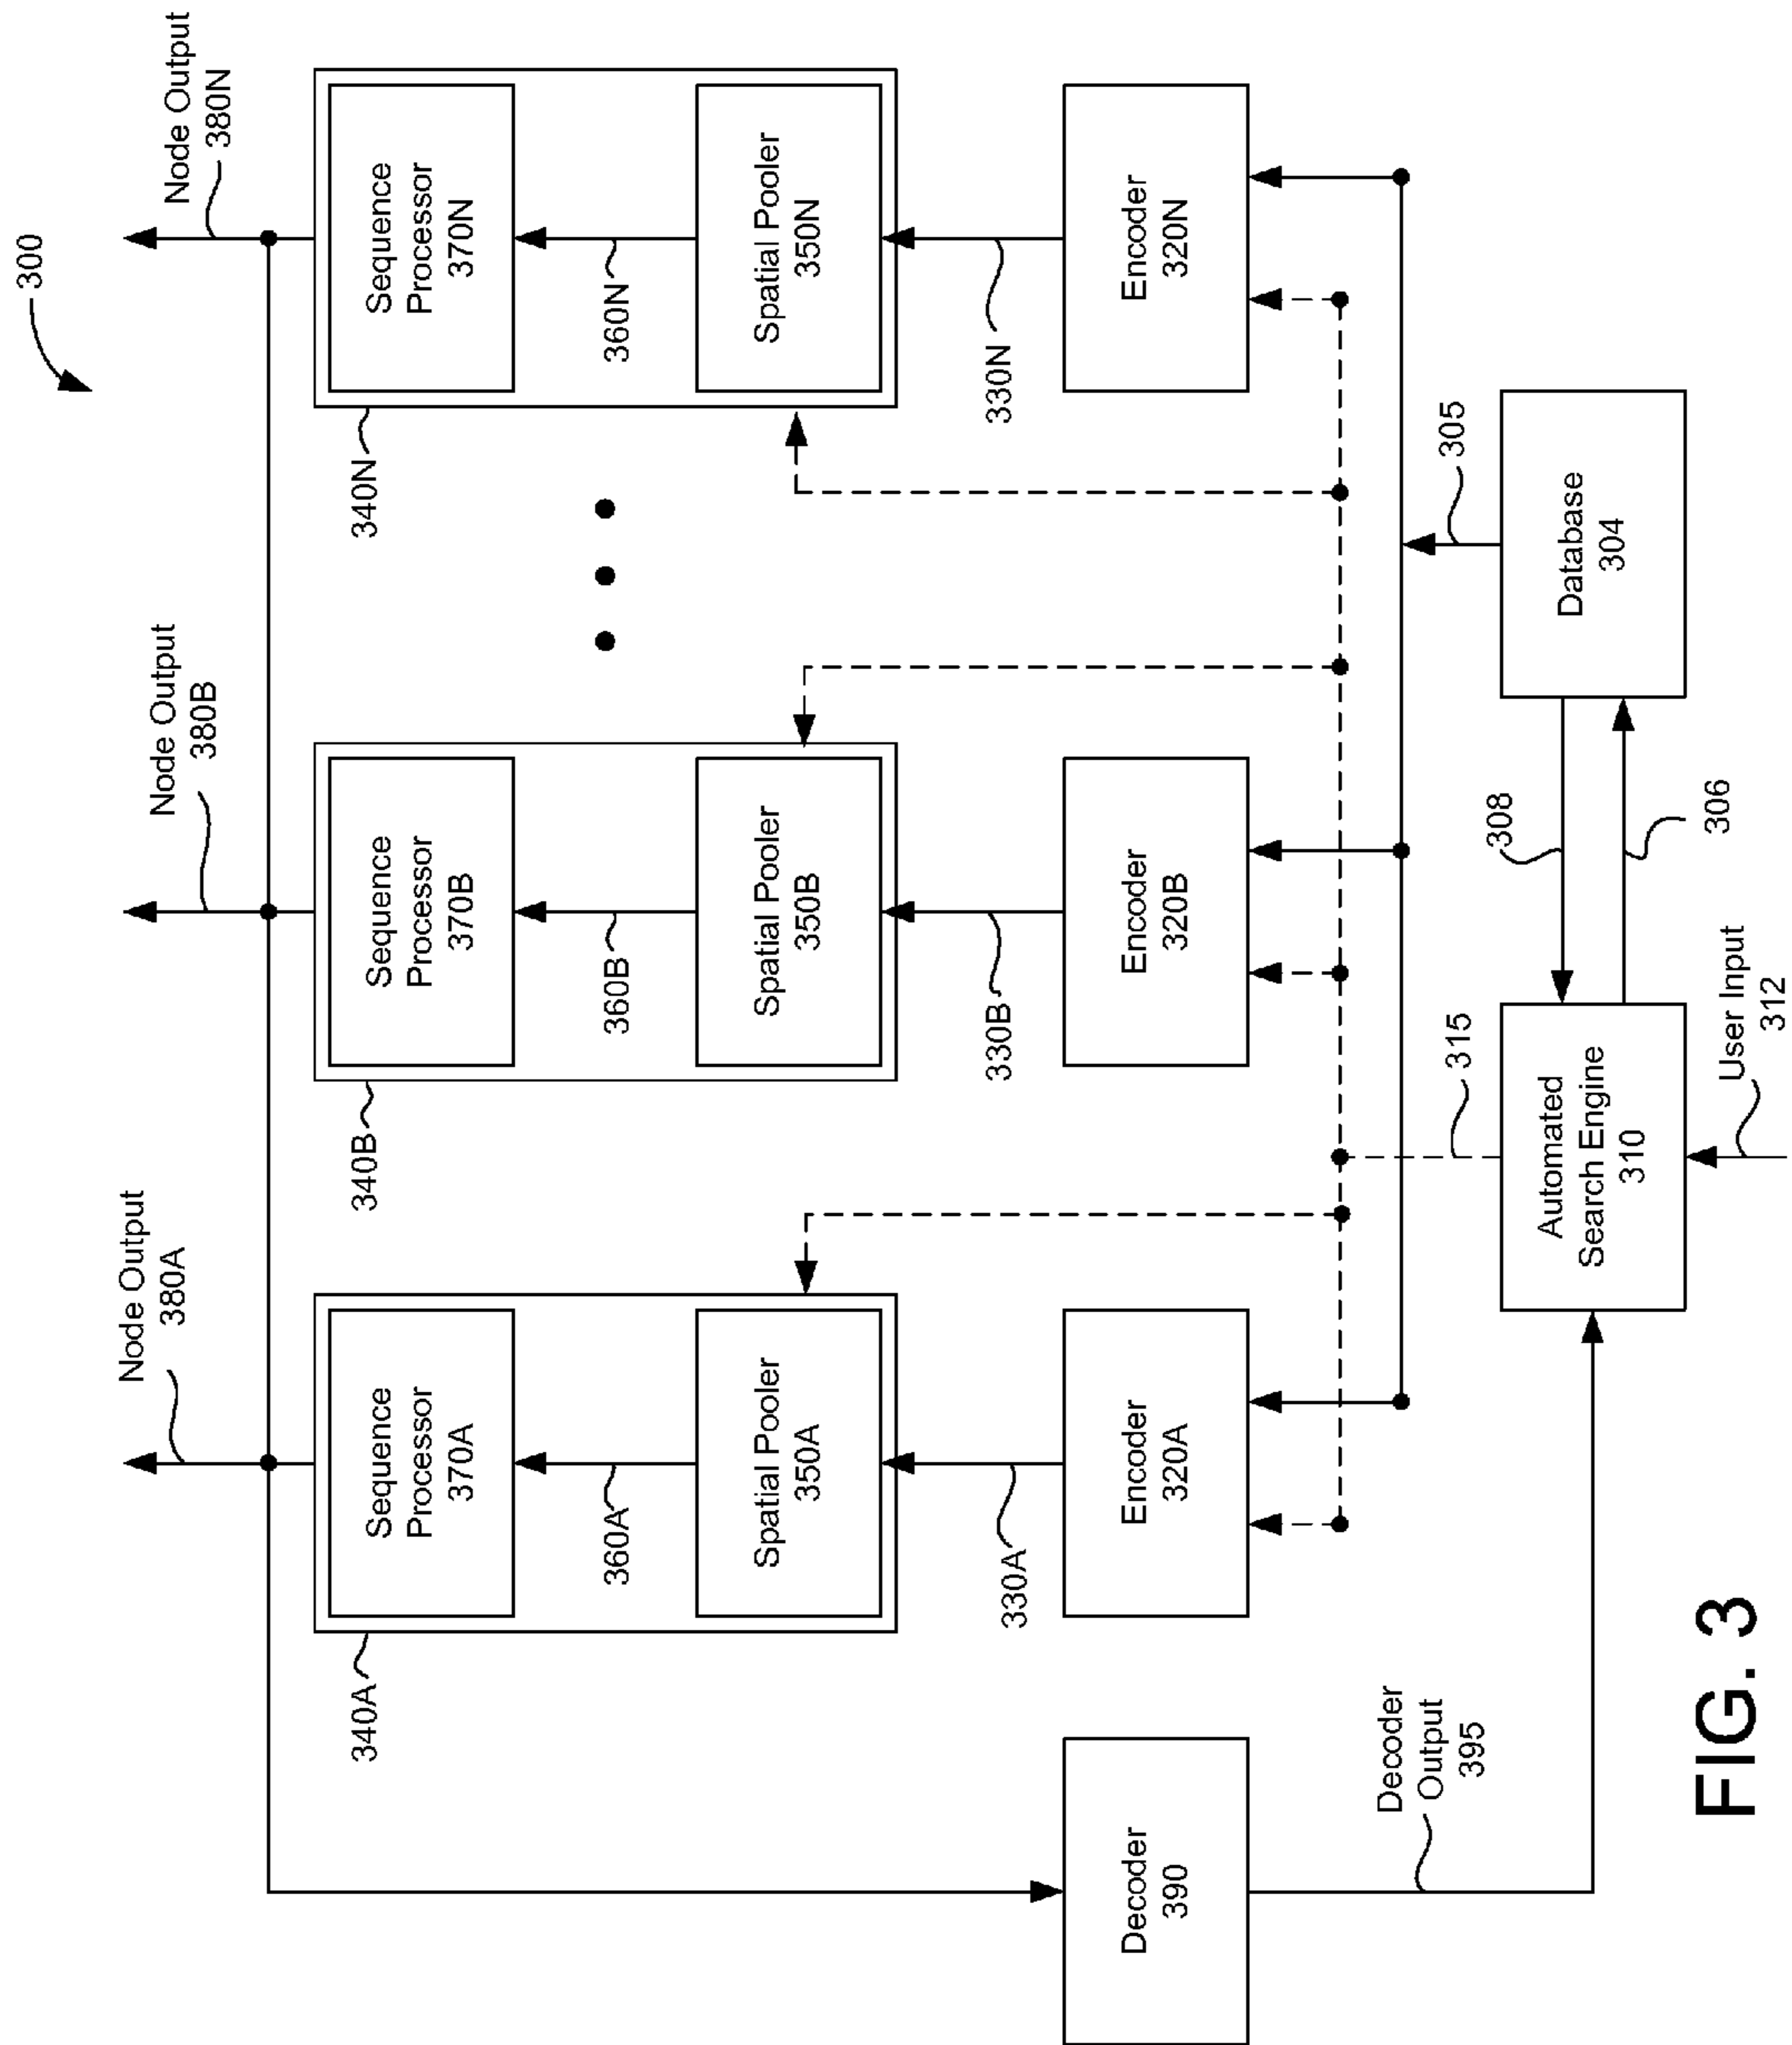 300
Node Output
380A
Node Output
380B
Node Output
380N
340A
Sequence
Processor
370A
360A
Spatial Pooler
350A
340B
Sequence
Processor
370B
360B
Spatial Pooler
350B
340N
Sequence
Processor
370N
360N
Spatial Pooler
350N
330A
330B
330N
Decoder
390
Encoder
320A
Encoder
320B
Encoder
320N
Decoder
Output
395
315
305
Automated
Search Engine
310
308
306
Database
304
User Input
312
FIG. 3